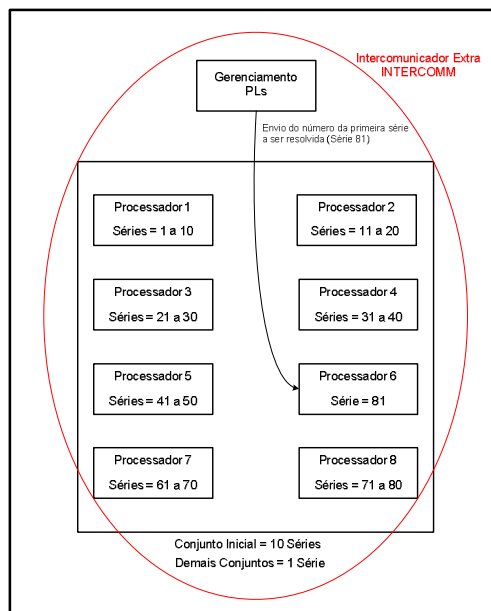 Intercomunicador Extra
INTERCOMM
Gerenciamento
PLs
Envio do número da primeira série
a ser resolvida (Série 81)
Processador 1
Séries = 1 a 10
Processador 2
Séries = 11 a 20
Processador 3
Séries = 21 a 30
Processador 4
Séries = 31 a 40
Processador 5
Séries = 41 a 50
Processador 6
Série = 81
Processador 7
Séries = 61 a 70
Processador 8
Séries = 71 a 80
Conjunto Inicial = 10 Séries
Demais Conjuntos = 1 Série